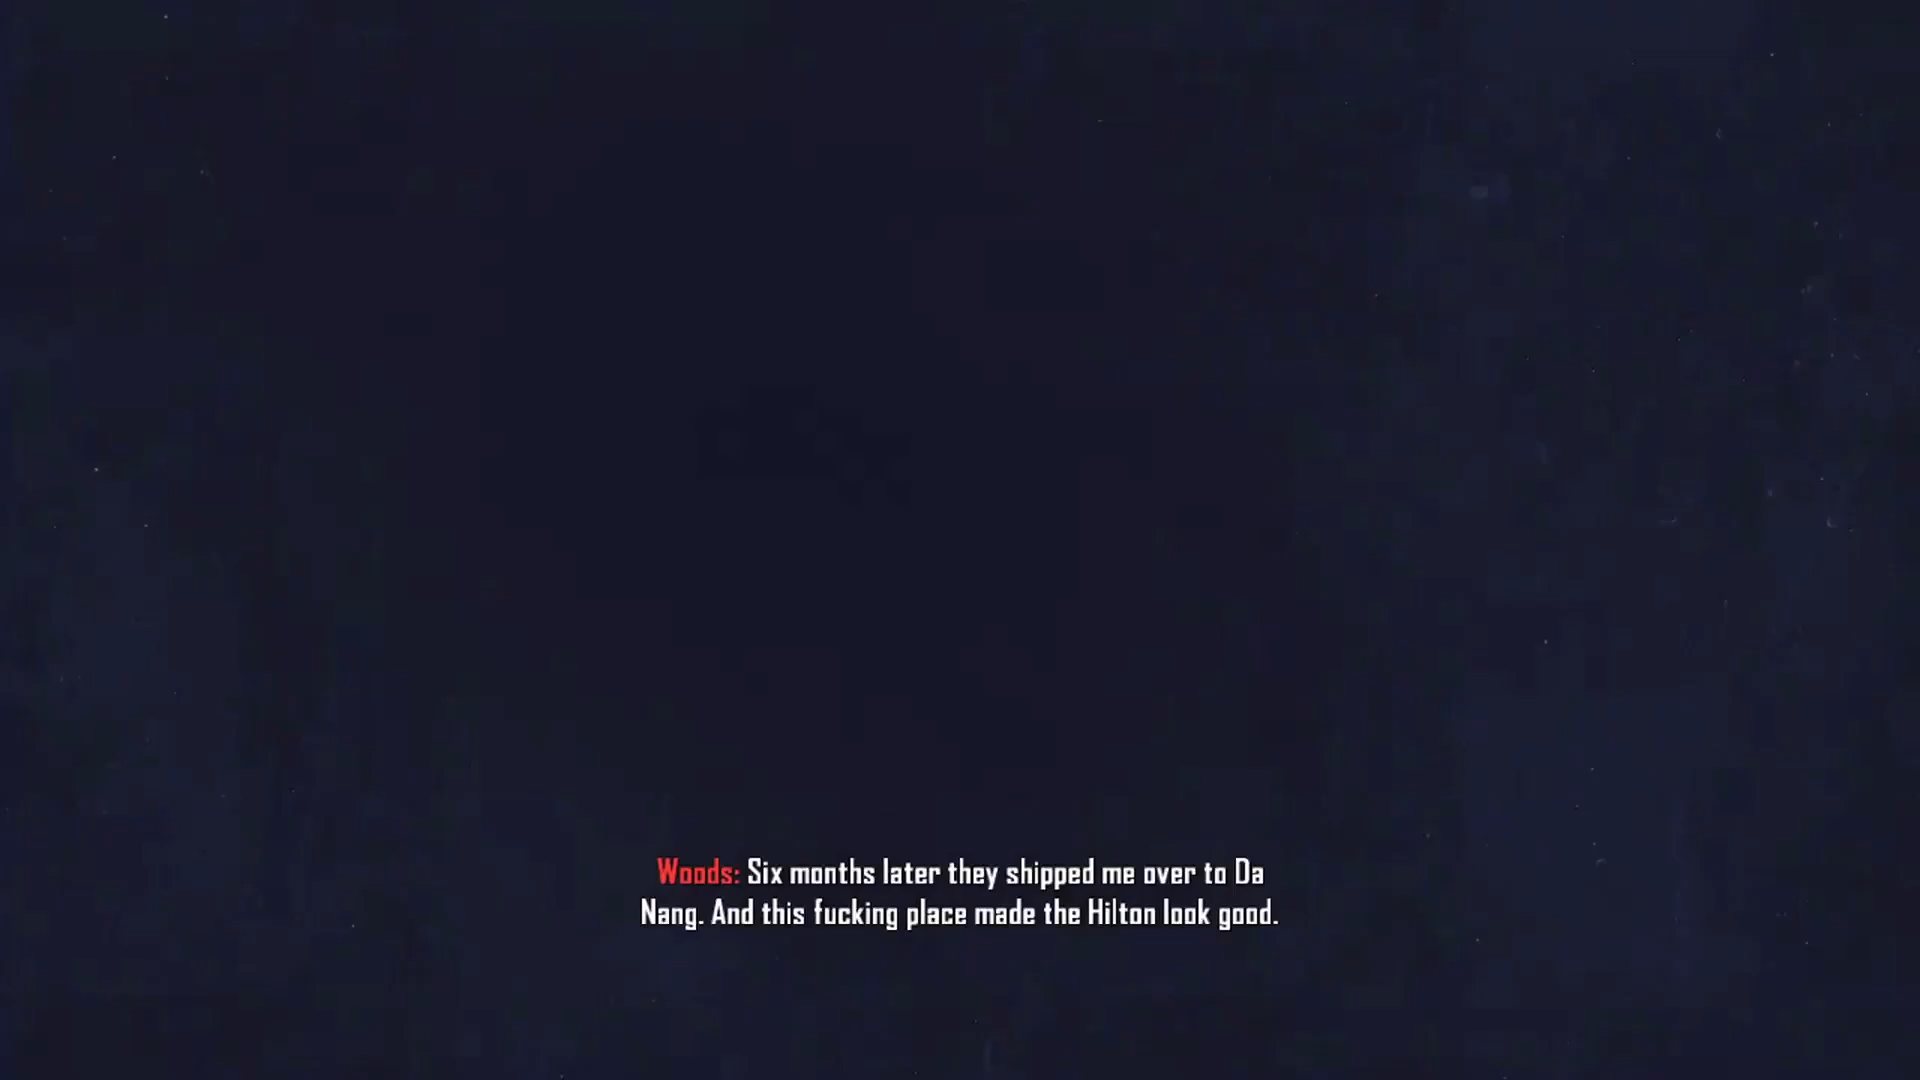 Woods: Six months later they shipped me over to Da
Nang. And this fucking place made the Hilton look good.